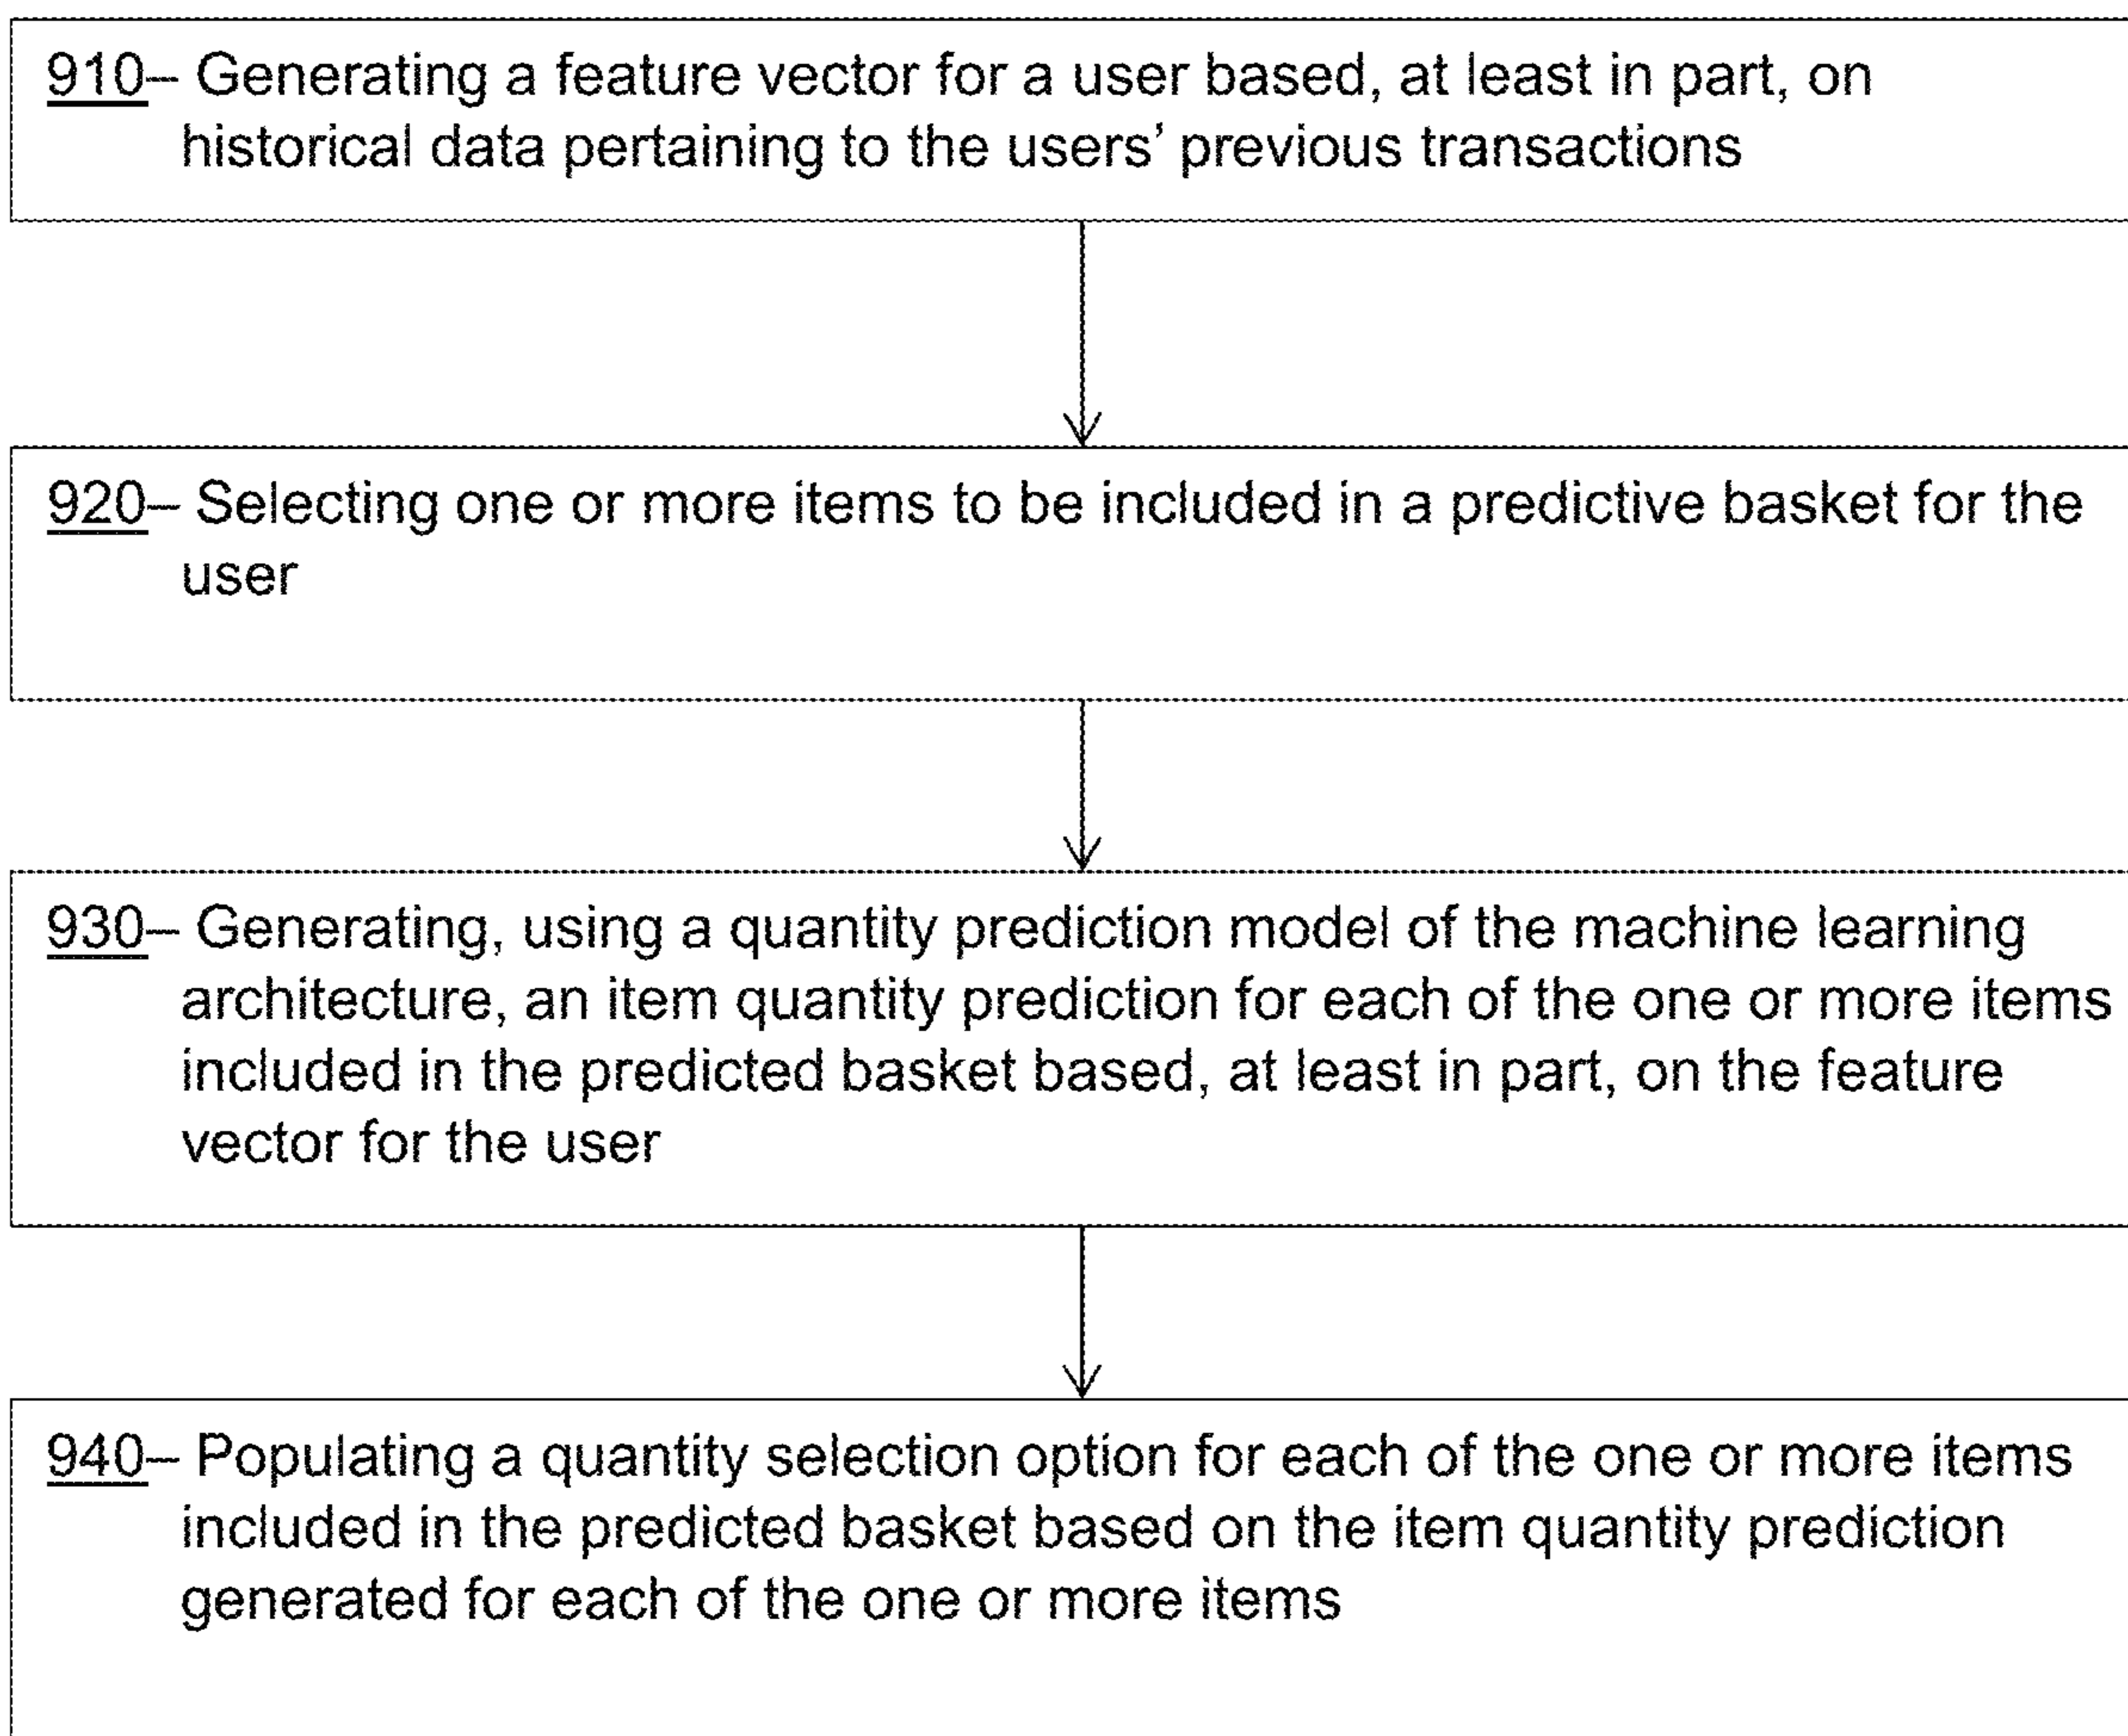 910– Generating a feature vector for a user based, at least in part, on
historical data pertaining to the users’ previous transactions
920– Selecting one or more items to be included in a predictive basket for the
user
930– Generating, using a quantity prediction model of the machine learning
architecture, an item quantity prediction for each of the one or more items
included in the predicted basket based, at least in part, on the feature
vector for the user
940– Populating a quantity selection option for each of the one or more items
included in the predicted basket based on the item quantity prediction
generated for each of the one or more items